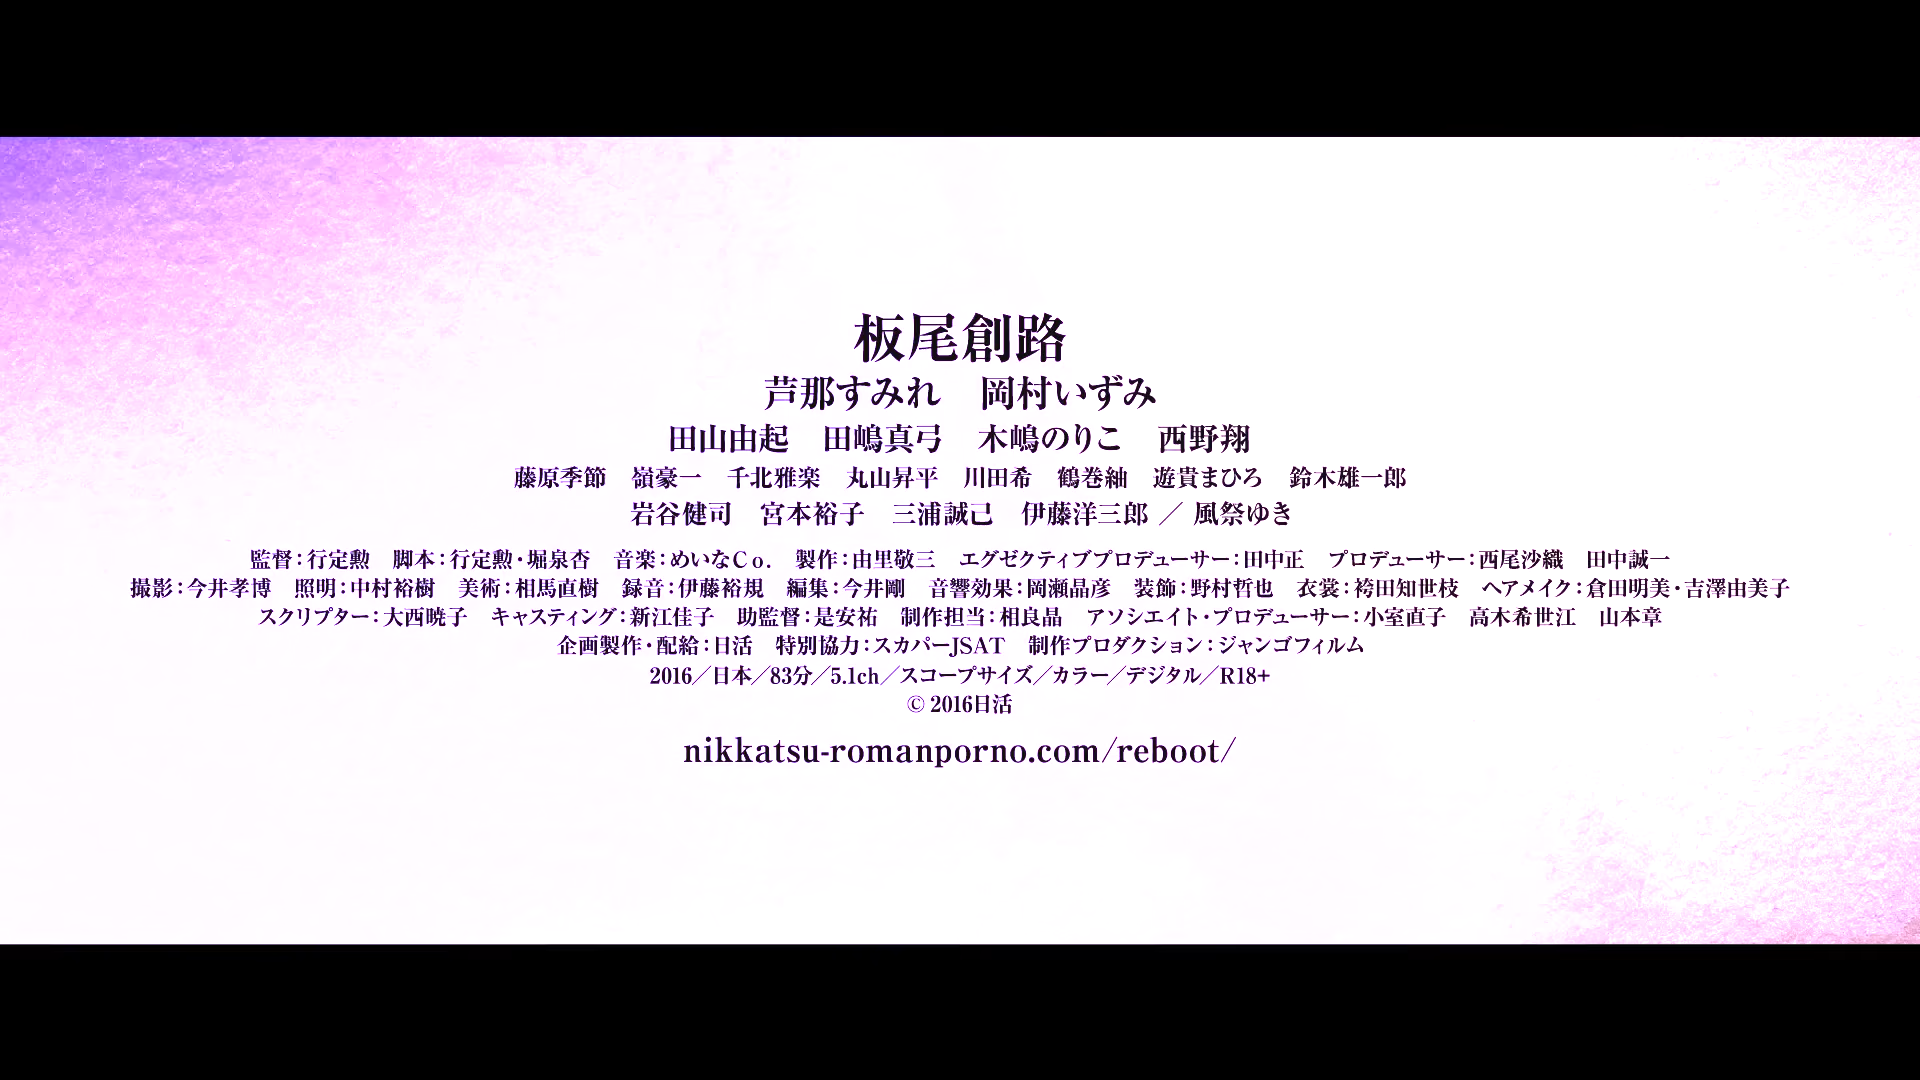 板尾創路
芦那すみれ　岡村いずみ
田山由起　田嶋真弓　木嶋のりこ　西野翔
藤原季節　嶺豪一　千北雅楽　丸山昇平　川田希　鶴巻紬　遊貴まひろ　鈴木雄一郎
岩谷健司　宮本裕子　三浦誠己　伊藤洋三郎 ／ 風祭ゆき
監督：行定勲　脚本：行定勲・堀泉杏　音楽：めいなCo.　製作：由里敬三　エグゼクティブプロデューサー：田中正　プロデューサー：西尾沙織　田中誠一
撮影：今井孝博　照明：中村裕樹　美術：相馬直樹　録音：伊藤裕規　編集：今井剛　音響効果：岡瀬晶彦　装飾：野村哲也　衣裳：袴田知世枝　ヘアメイク：倉田明美・吉澤由美子
スクリプター：大西暁子　キャスティング：新江佳子　助監督：是安祐　制作担当：相良晶　アソシエイト・プロデューサー：小室直子　高木希世江　山本章
企画製作・配給：日活　特別協力：スカパーJSAT　制作プロダクション：ジャンゴフィルム
2016／日本／83分／5.1ch／スコープサイズ／カラー／デジタル／R18+
© 2016日活
nikkatsu-romanporno.com/reboot/